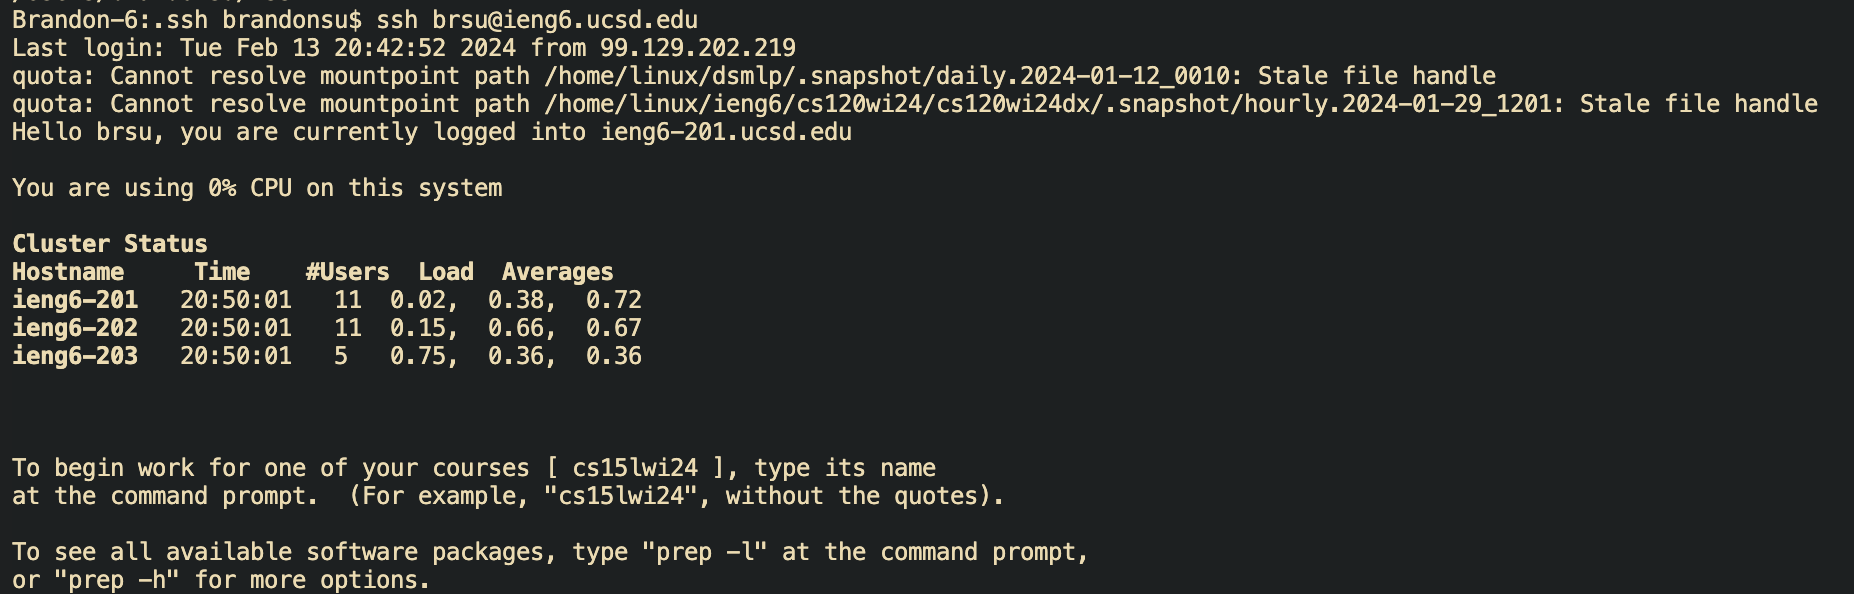 Brandon-6:.ssh brandonsu$ ssh brsu@ieng6.ucsd.edu
Last login: Tue Feb 13 20:42:52 2024 from 99.129.202.219
quota: Cannot resolve mountpoint path /home/linux/dsmlp/.snapshot/daily.2024-01-12_0010: Stale file handle
quota: Cannot resolve mountpoint path /home/linux/ieng6/cs120wi24/cs120wi24dx/.snapshot/hourly.2024-01-29_1201: Stale file handle
Hello brsu, you are currently logged into ieng6-201.ucsd.edu
You are using 0% CPU on this system
Cluster Status
Hostname     Time    #Users  Load  Averages
ieng6-201   20:50:01   11  0.02,  0.38,  0.72
ieng6-202   20:50:01   11  0.15,  0.66,  0.67
ieng6-203   20:50:01   5   0.75,  0.36,  0.36
To begin work for one of your courses [ cs15lwi24 ], type its name
at the command prompt.  (For example, "cs15lwi24", without the quotes).
To see all available software packages, type "prep -l" at the command prompt,
or "prep -h" for more options.